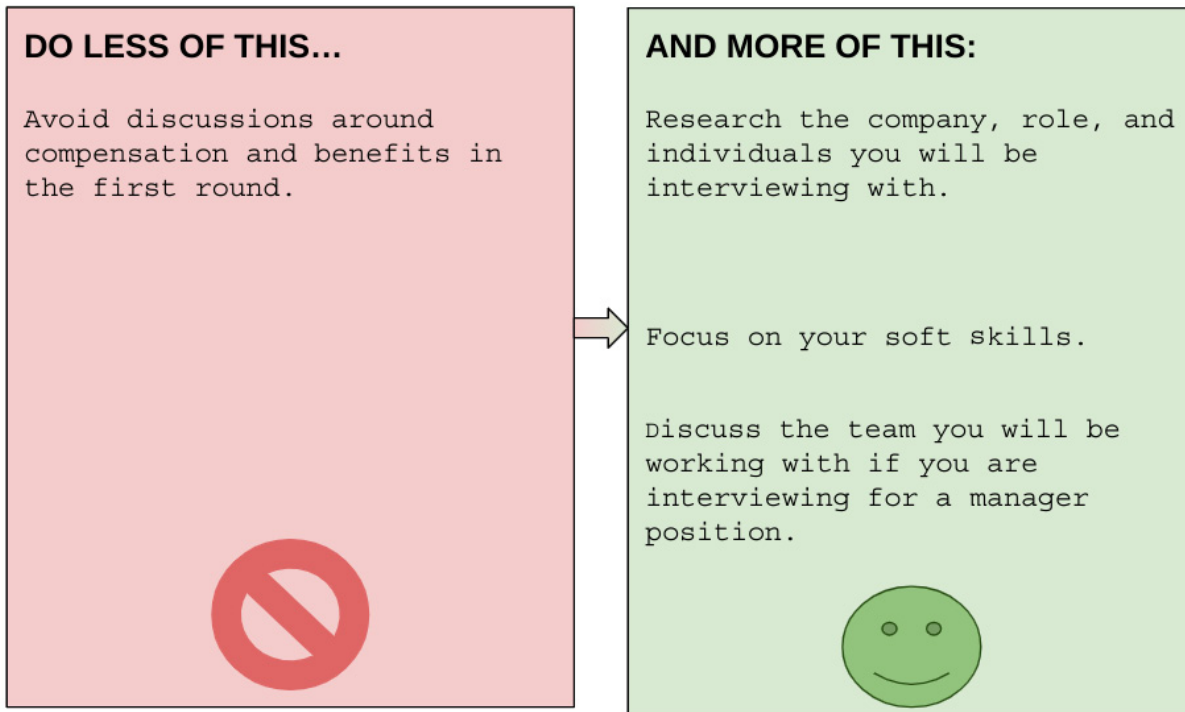 DO LESS OF THIS…
Avoid discussions around
compensation and benefits in
the first round.
AND MORE OF THIS:
Research the company, role, and
individuals you will be
interviewing with.
Focus on your soft skills.
Discuss the team you will be
working with if you are
interviewing for a manager
position.